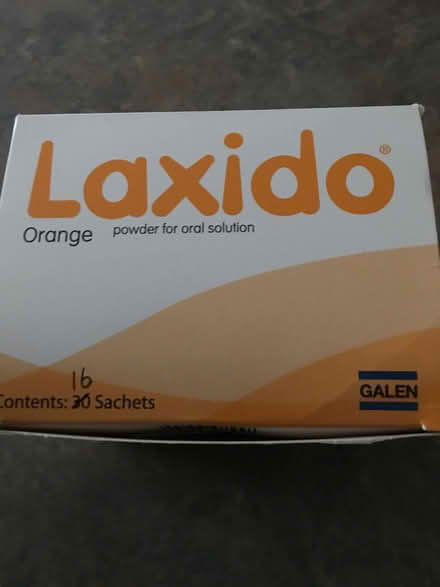 Laxido®
Orange powder for oral solution
16
Contents: 30 Sachets
GALEN